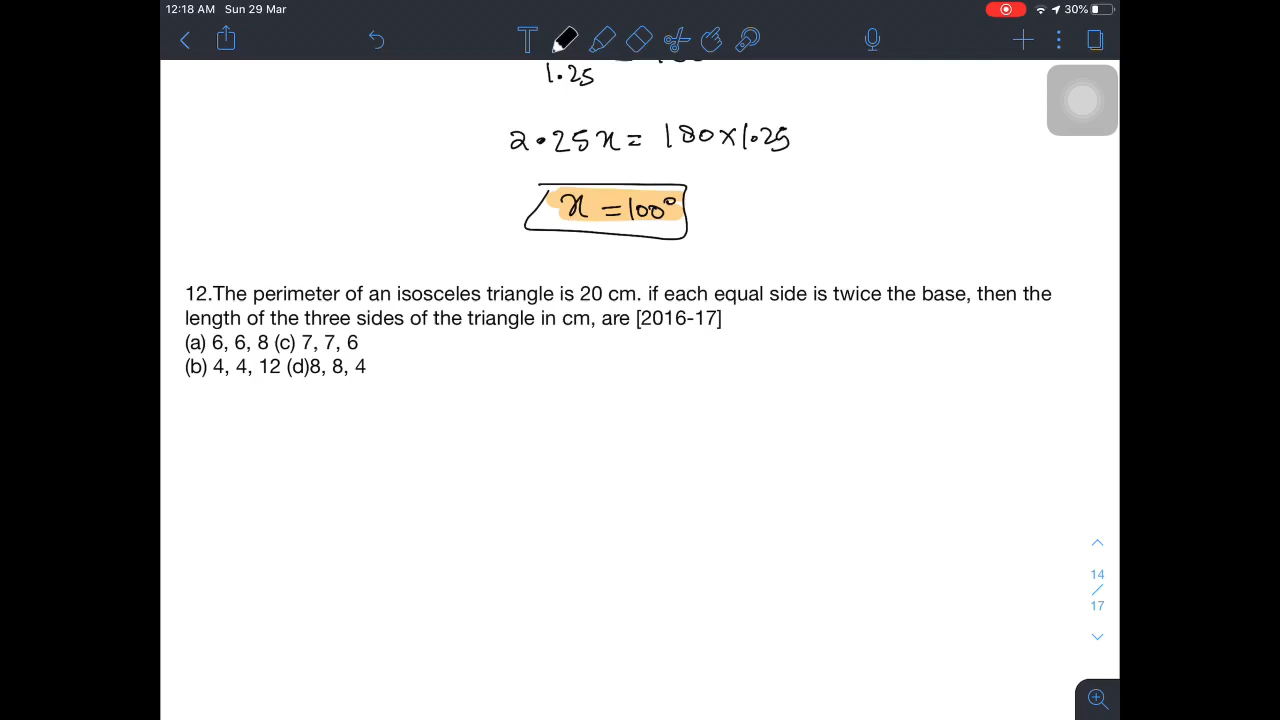 12:18 AM Sun 29 Mar
30%
1.25
2.25x = 180×1.25
x = 100°
12.The perimeter of an isosceles triangle is 20 cm. if each equal side is twice the base, then the
length of the three sides of the triangle in cm, are [2016-17]
(a) 6, 6, 8 (c) 7, 7, 6
(b) 4, 4, 12 (d)8, 8, 4
14
17